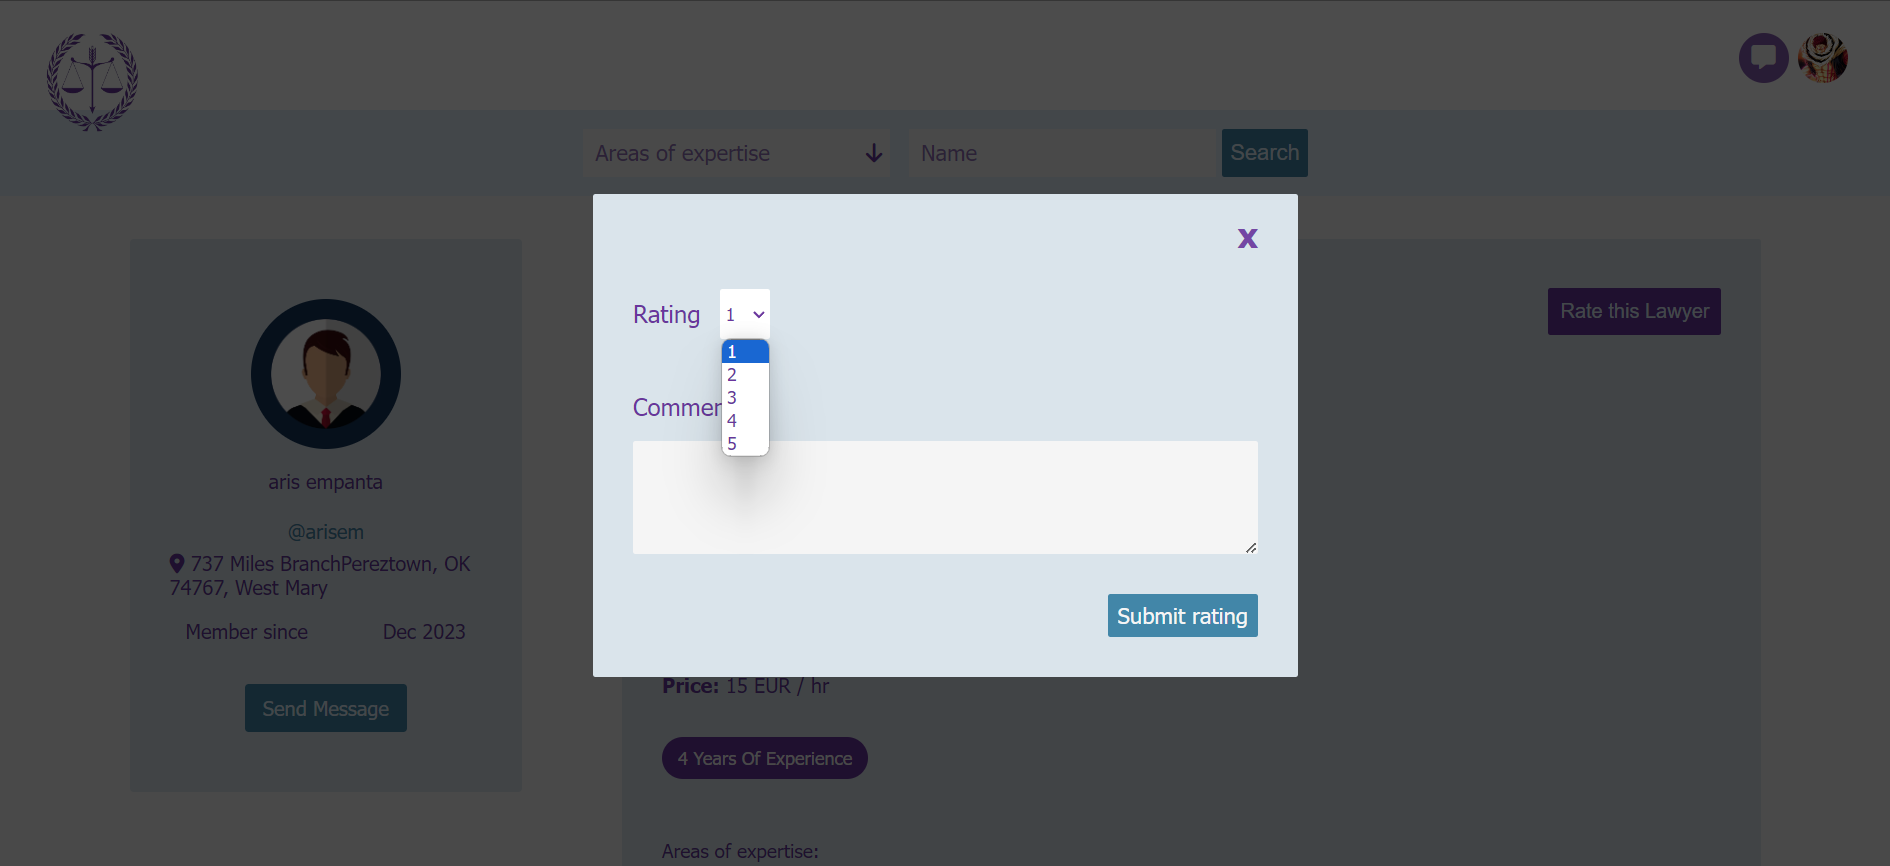 Areas of expertise
Name
Search
X
Rating
1
1
2
3
4
5
Commen
Submit rating
Rate this Lawyer
aris empanta
@arisem
737 Miles BranchPereztown, OK
74767, West Mary
Member since Dec 2023
Send Message
Price: 15 EUR / hr
4 Years Of Experience
Areas of expertise: